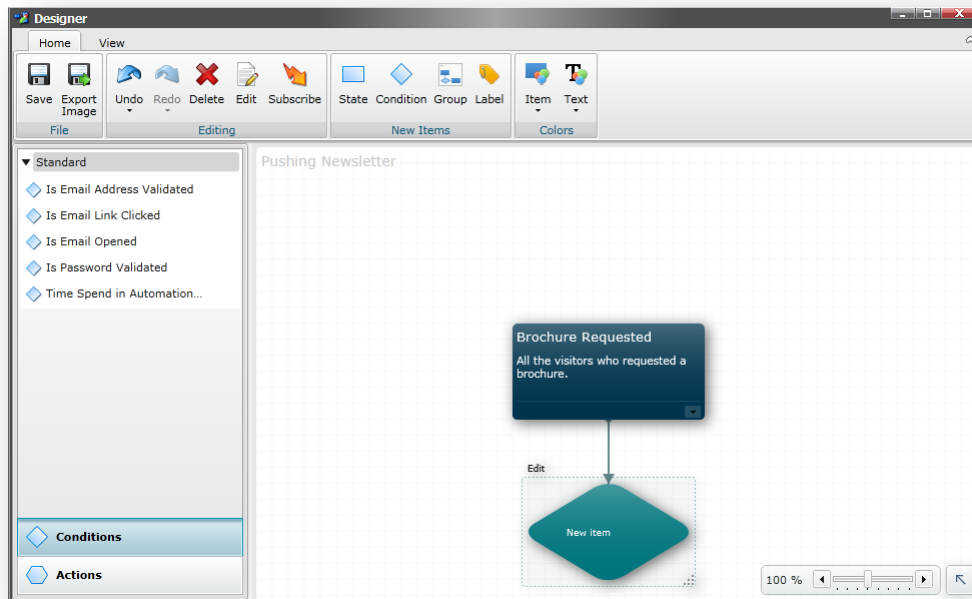 Designer
Home View
Save Export Image Undo Redo Delete Edit Subscribe State Condition Group Label Item Text
File Editing New Items Colors
Standard
Pushing Newsletter
Is Email Address Validated
Is Email Link Clicked
Is Email Opened
Is Password Validated
Time Spend in Automation...
Brochure Requested
All the visitors who requested a
brochure.
Edit
New item
Conditions
Actions
100 %